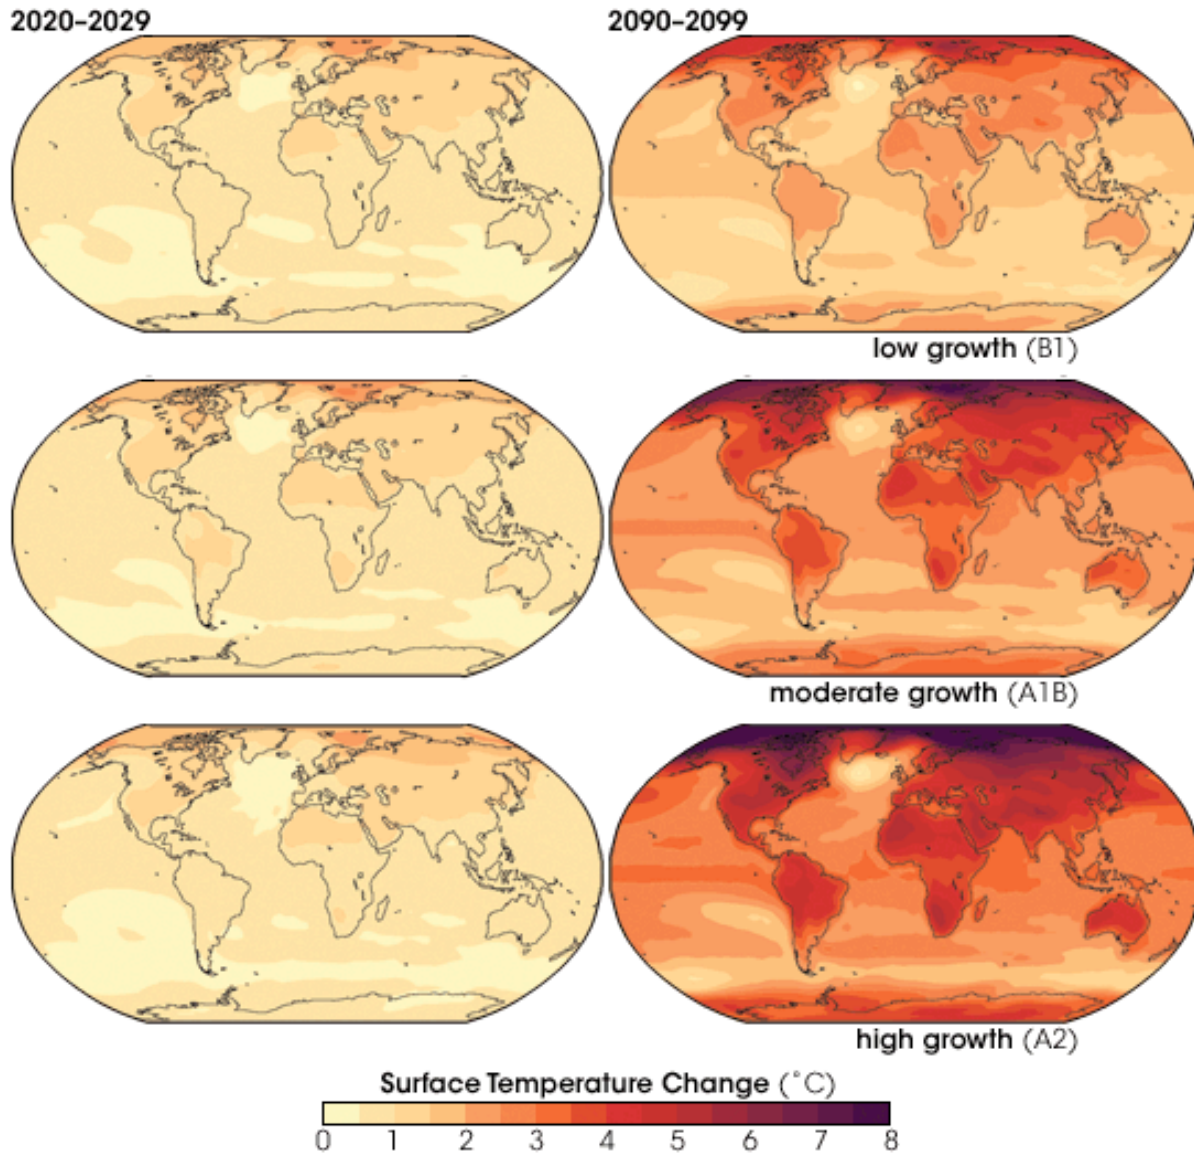 2020–2029
2090–2099
low growth (B1)
moderate growth (A1B)
high growth (A2)
Surface Temperature Change (˚C)
0 1 2 3 4 5 6 7 8